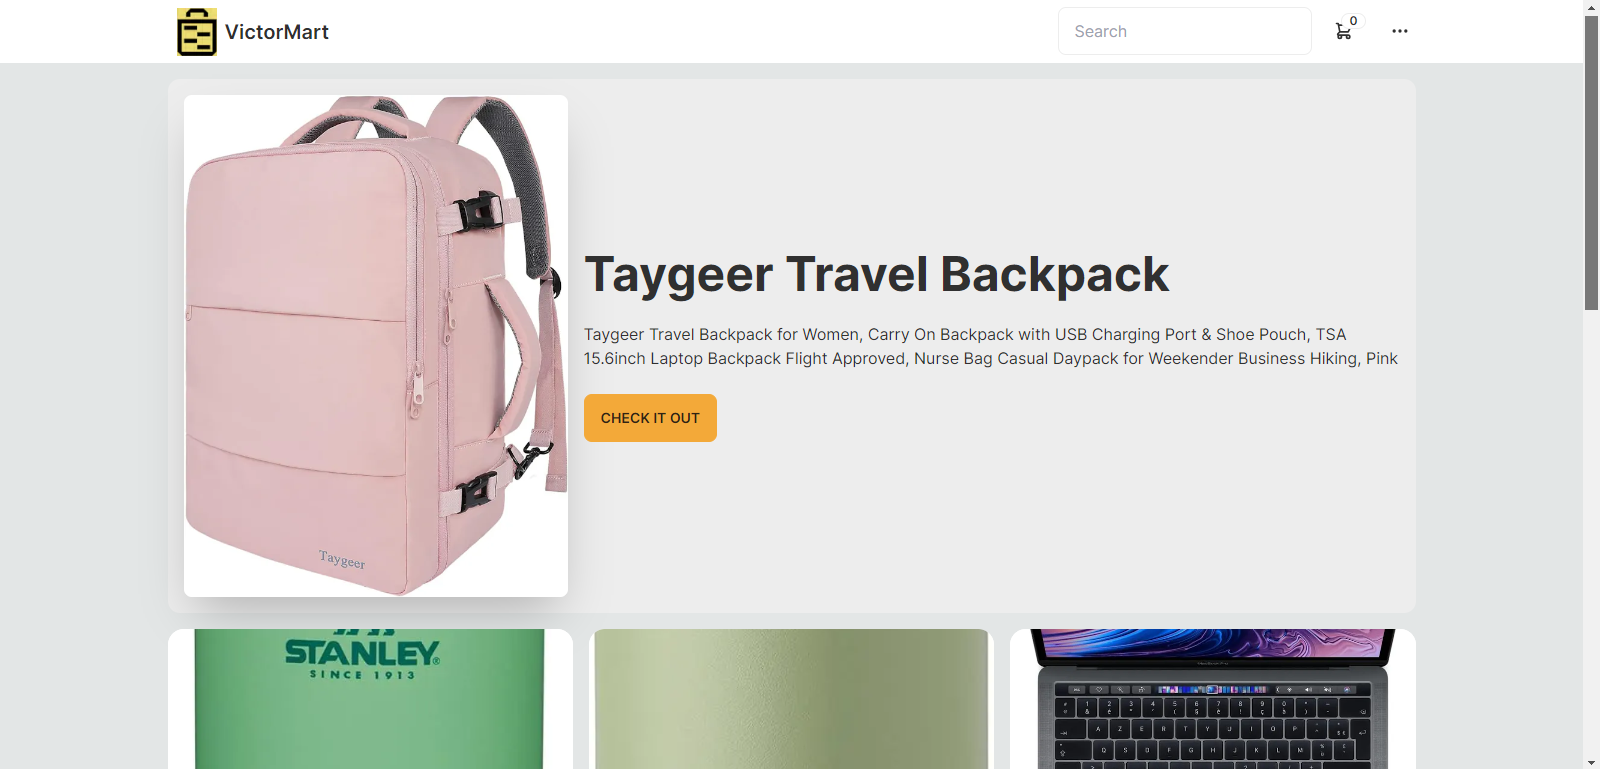 VictorMart
Search
0
Taygeer Travel Backpack
Taygeer Travel Backpack for Women, Carry On Backpack with USB Charging Port & Shoe Pouch, TSA
15.6inch Laptop Backpack Flight Approved, Nurse Bag Casual Daypack for Weekender Business Hiking, Pink
CHECK IT OUT
Taygeer
STANLEY®
SINCE 1913